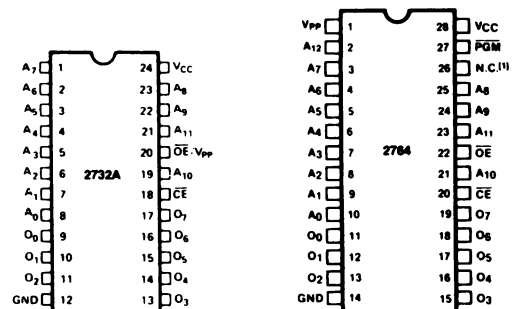 A7 1 24 VCC
A6 2 23 A8
A5 3 22 A9
A4 4 21 A11
A3 5 20 O̅E̅/VPP
A2 6 2732A 19 A10
A1 7 18 C̅E̅
A0 8 17 O7
O0 9 16 O6
O1 10 15 O5
O2 11 14 O4
GND 12 13 O3
VPP 1 28 VCC
A12 2 27 P̅G̅M̅
A7 3 26 N.C.[1]
A6 4 25 A8
A5 5 24 A9
A4 6 23 A11
A3 7 2764 22 O̅E̅
A2 8 21 A10
A1 9 20 C̅E̅
A0 10 19 O7
O0 11 18 O6
O1 12 17 O5
O2 13 16 O4
GND 14 15 O3